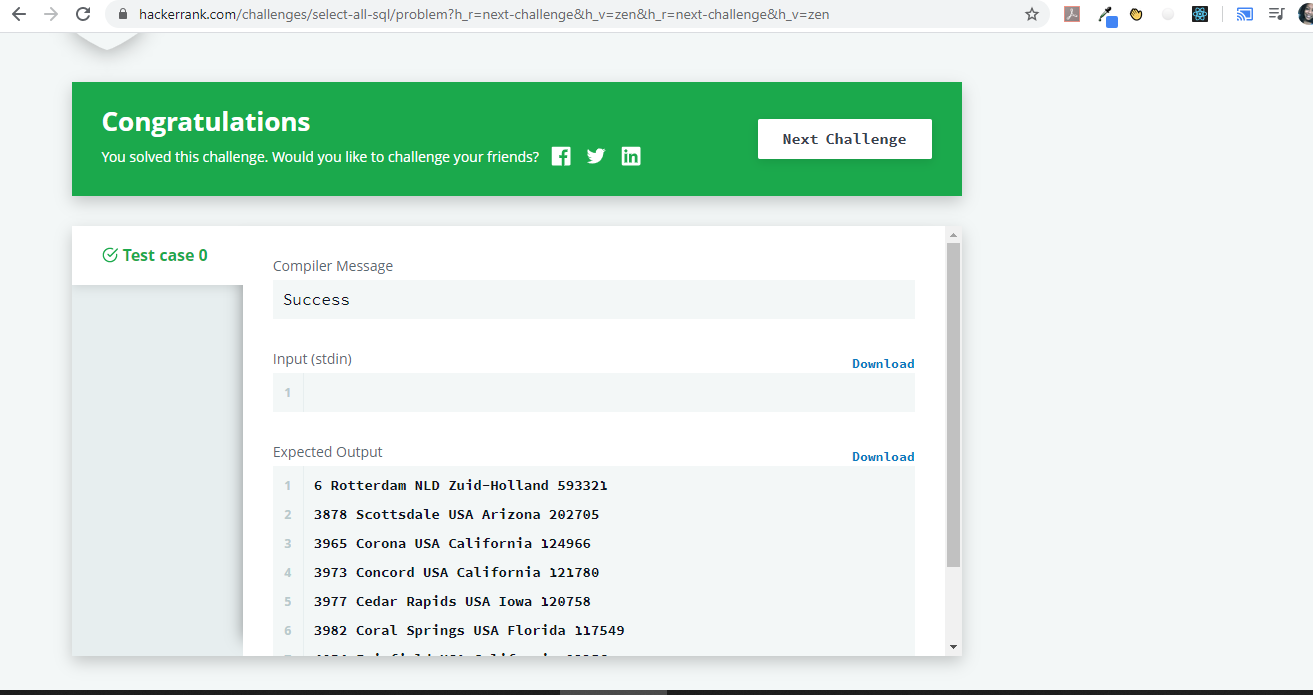 hackerrank.com/challenges/select-all-sql/problem?h_r=next-challenge&h_v=zen&h_r=next-challenge&h_v=zen
Congratulations
You solved this challenge. Would you like to challenge your friends?
Next Challenge
Test case 0
Compiler Message
Success
Input (stdin)
Download
1
Expected Output
Download
1 6 Rotterdam NLD Zuid-Holland 593321
2 3878 Scottsdale USA Arizona 202705
3 3965 Corona USA California 124966
4 3973 Concord USA California 121780
5 3977 Cedar Rapids USA Iowa 120758
6 3982 Coral Springs USA Florida 117549